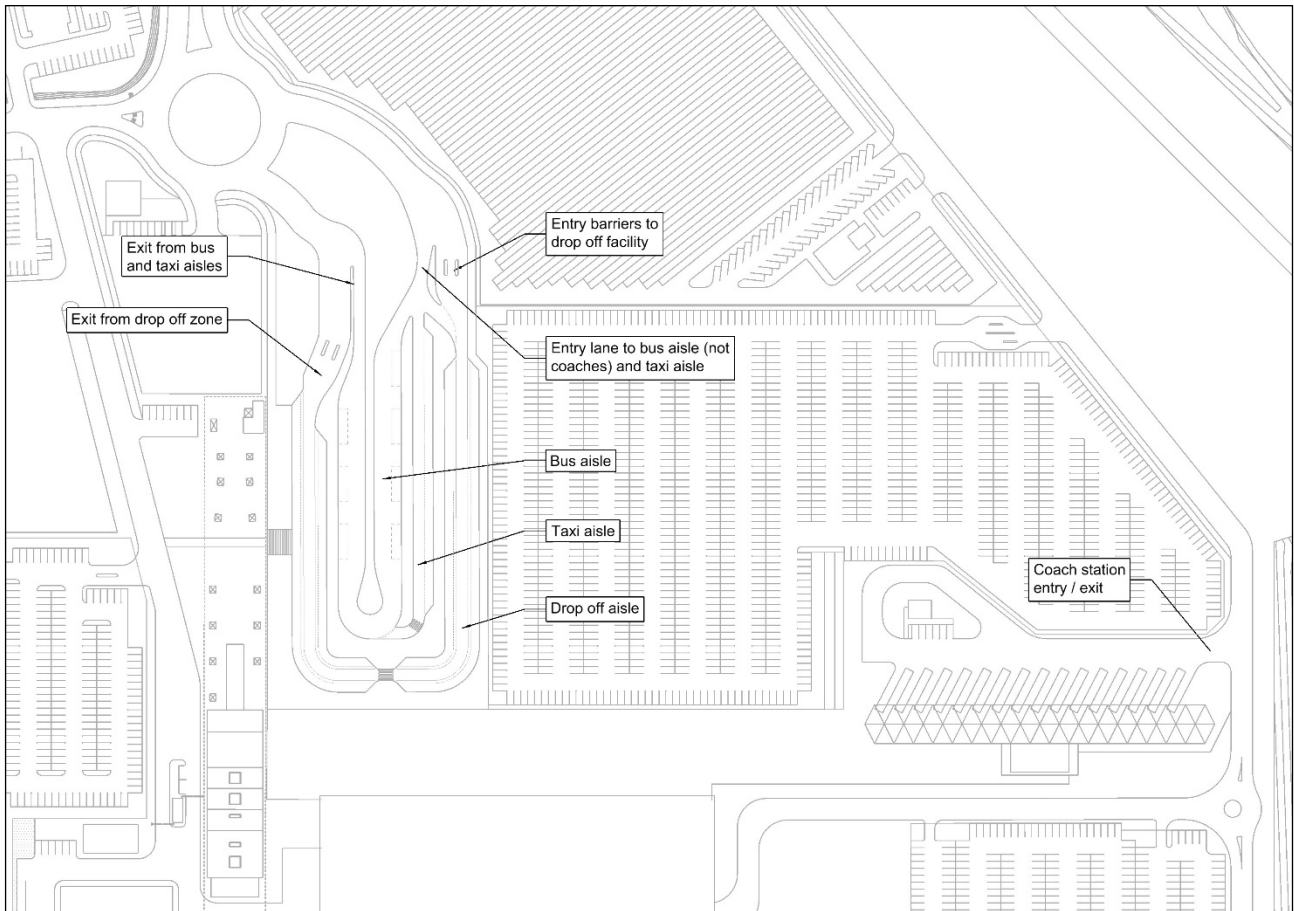 Entry barriers to
drop off facility
Exit from bus
and taxi aisles
Exit from drop off zone
Entry lane to bus aisle (not
coaches) and taxi aisle
Bus aisle
Taxi aisle
Coach station
entry / exit
Drop off aisle